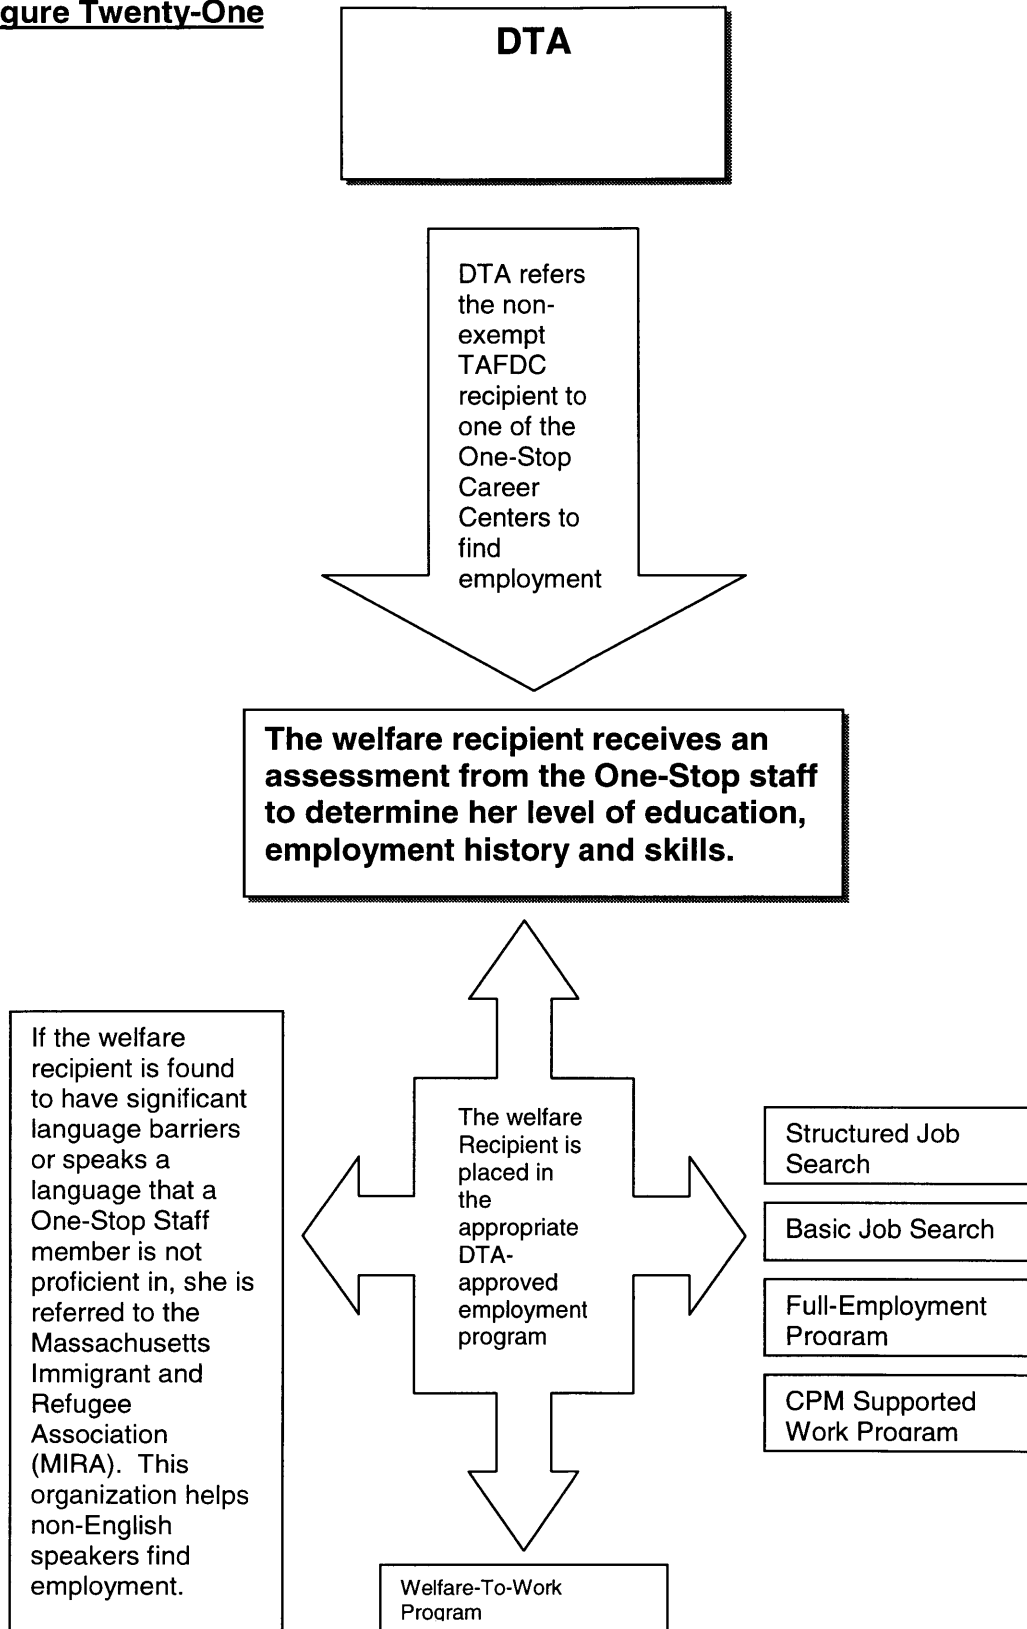 gure Twenty-One
DTA
DTA refers
the non-
exempt
TAFDC
recipient to
one of the
One-Stop
Career
Centers to
find
employment
The welfare recipient receives an
assessment from the One-Stop staff
to determine her level of education,
employment history and skills.
If the welfare
recipient is found
to have significant
language barriers
or speaks a
language that a
One-Stop Staff
member is not
proficient in, she is
referred to the
Massachusetts
Immigrant and
Refugee
Association
(MIRA).  This
organization helps
non-English
speakers find
employment.
The welfare
Recipient is
placed in
the
appropriate
DTA-
approved
employment
program
Structured Job
Search
Basic Job Search
Full-Employment
Program
CPM Supported
Work Program
Welfare-To-Work
Program